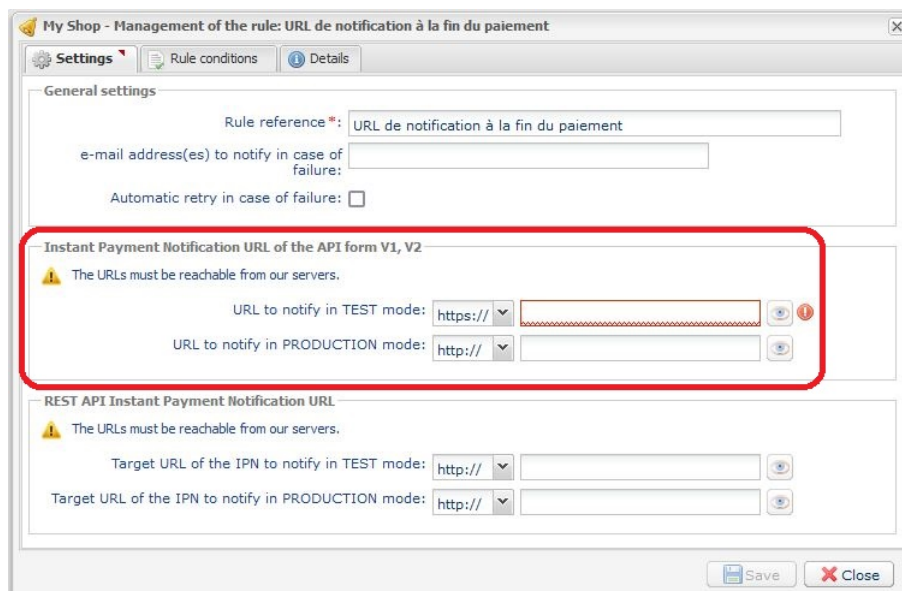 My Shop - Management of the rule: URL de notification à la fin du paiement
Settings Rule conditions Details
General settings
Rule reference*: URL de notification à la fin du paiement
e-mail address(es) to notify in case of
failure:
Automatic retry in case of failure:
Instant Payment Notification URL of the API form V1, V2
The URLs must be reachable from our servers.
URL to notify in TEST mode: https://
URL to notify in PRODUCTION mode: http://
REST API Instant Payment Notification URL
The URLs must be reachable from our servers.
Target URL of the IPN to notify in TEST mode: http://
Target URL of the IPN to notify in PRODUCTION mode: http://
Save Close